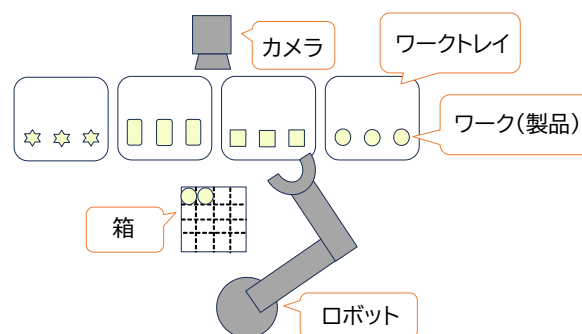 カメラ
ワークトレイ
ワーク(製品)
箱
ロボット